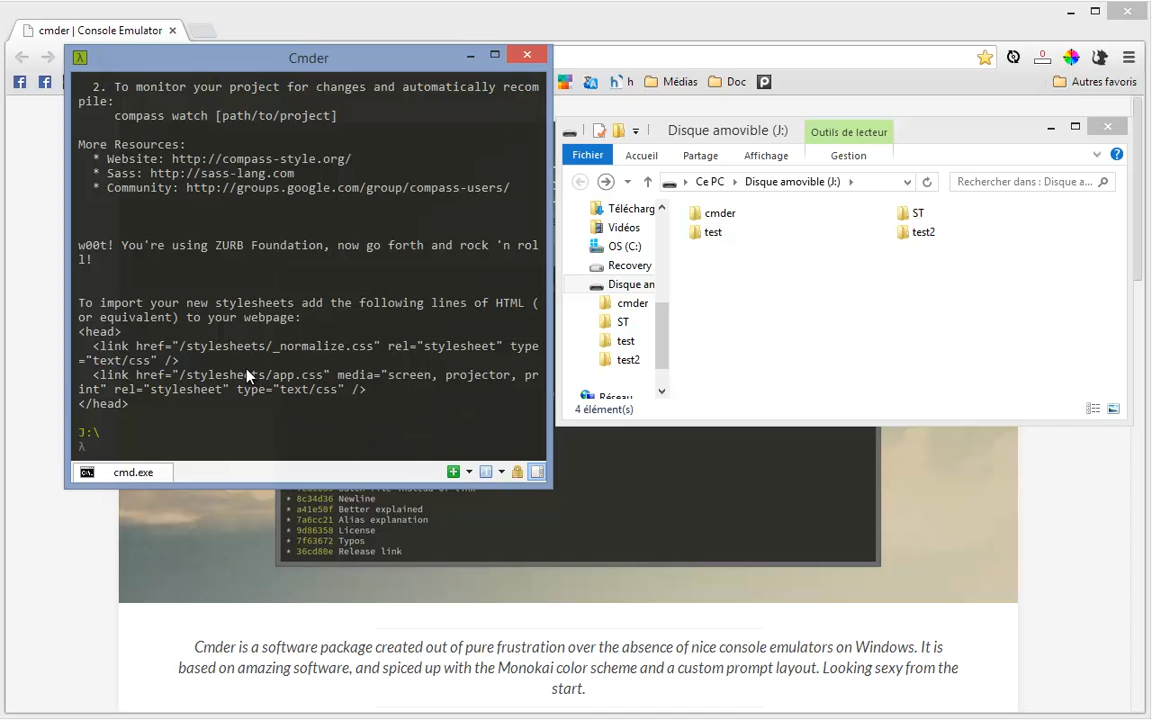 cmder | Console Emulator
h
Médias
Doc
Autres favoris
0
λ
Cmder
2. To monitor your project for changes and automatically recom
pile:
compass watch [path/to/project]
More Resources:
* Website: http://compass-style.org/
* Sass: http://sass-lang.com
* Community: http://groups.google.com/group/compass-users/
w00t! You're using ZURB Foundation, now go forth and rock 'n rol
l!
To import your new stylesheets add the following lines of HTML (
or equivalent) to your webpage:
<head>
<link href="/stylesheets/_normalize.css" rel="stylesheet" type
="text/css" />
<link href="/stylesheets/app.css" media="screen, projector, pr
int" rel="stylesheet" type="text/css" />
</head>
J:\
λ
cmd.exe
Disque amovible (J:)
Outils de lecteur
Fichier
Accueil
Partage
Affichage
Gestion
Ce PC
Disque amovible (J:)
Rechercher dans : Disque a...
Télécharg
Vidéos
OS (C:)
Recovery
Disque am
cmder
ST
test
test2
Réseau
cmder
ST
test
test2
4 élément(s)
* 8c34d36 Newline
* a41e50f Better explained
* 7a6cc21 Alias explanation
* 9d86358 License
* 7f63672 Typos
* 36cd80e Release link
Cmder is a software package created out of pure frustration over the absence of nice console emulators on Windows. It is
based on amazing software, and spiced up with the Monokai color scheme and a custom prompt layout. Looking sexy from the
start.